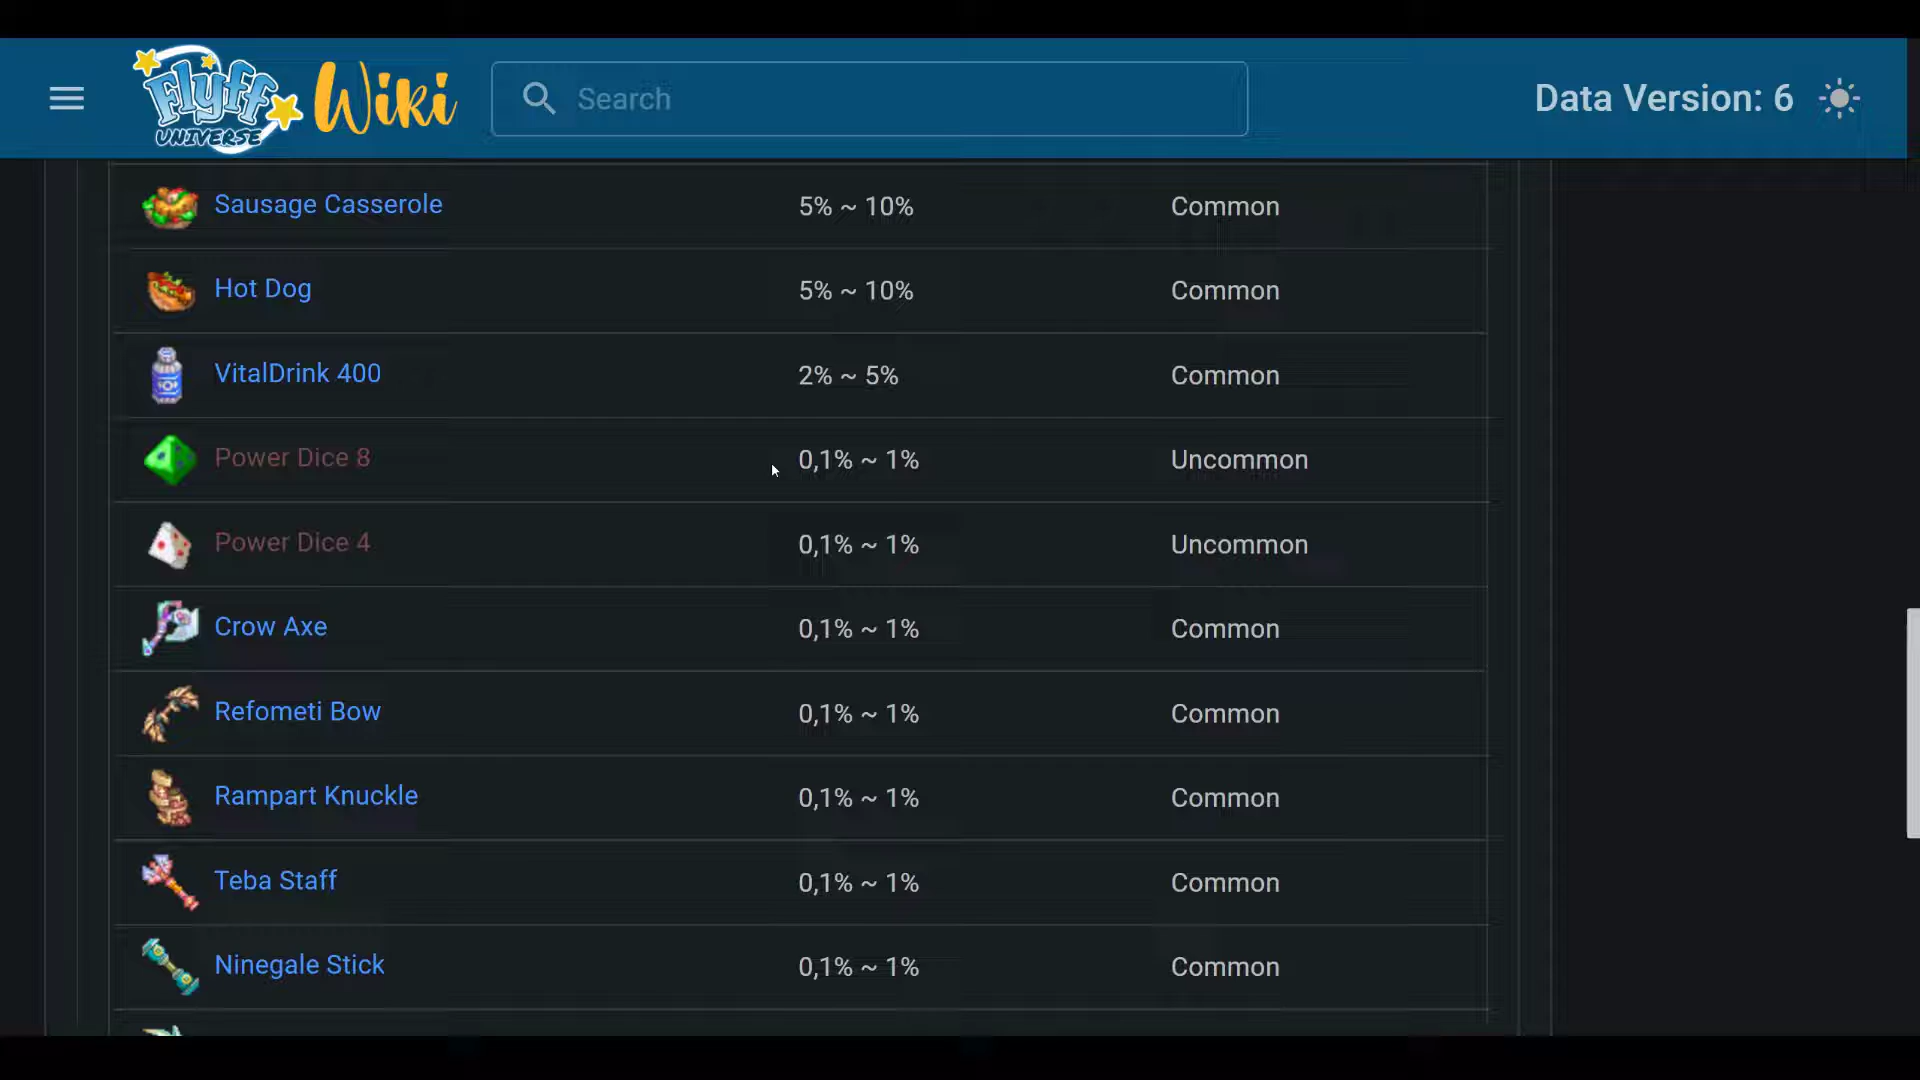 Flyff UNIVERSE Wiki Search Data Version: 6
Sausage Casserole 5% ~ 10% Common
Hot Dog 5% ~ 10% Common
VitalDrink 400 2% ~ 5% Common
Power Dice 8 0,1% ~ 1% Uncommon
Power Dice 4 0,1% ~ 1% Uncommon
Crow Axe 0,1% ~ 1% Common
Refometi Bow 0,1% ~ 1% Common
Rampart Knuckle 0,1% ~ 1% Common
Teba Staff 0,1% ~ 1% Common
Ninegale Stick 0,1% ~ 1% Common